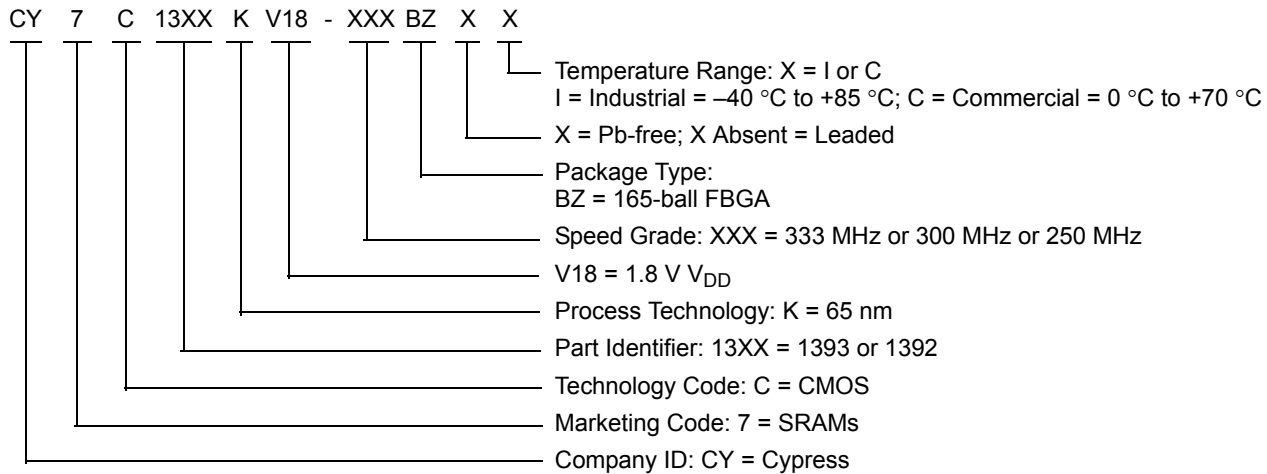 CY 7 C 13XX K V18 - XXX BZ X X
Temperature Range: X = I or C
I = Industrial = –40 °C to +85 °C; C = Commercial = 0 °C to +70 °C
X = Pb-free; X Absent = Leaded
Package Type:
BZ = 165-ball FBGA
Speed Grade: XXX = 333 MHz or 300 MHz or 250 MHz
V18 = 1.8 V VDD
Process Technology: K = 65 nm
Part Identifier: 13XX = 1393 or 1392
Technology Code: C = CMOS
Marketing Code: 7 = SRAMs
Company ID: CY = Cypress